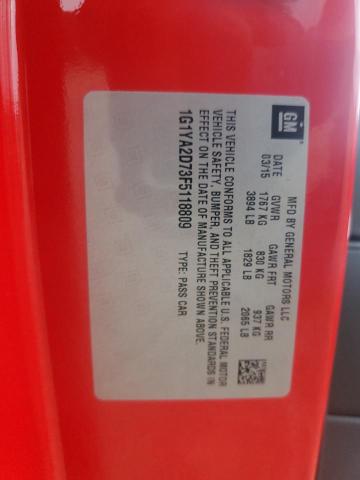 GM
MFD BY GENERAL MOTORS LLC
DATE GVWR GAWR FRT GAWR RR
03/15 1767 KG 830 KG 937 KG
3894 LB 1829 LB 2065 LB
THIS VEHICLE CONFORMS TO ALL APPLICABLE U.S. FEDERAL MOTOR
VEHICLE SAFETY, BUMPER, AND THEFT PREVENTION STANDARDS IN
EFFECT ON THE DATE OF MANUFACTURE SHOWN ABOVE.
1G1YA2D73F5118809 TYPE: PASS CAR